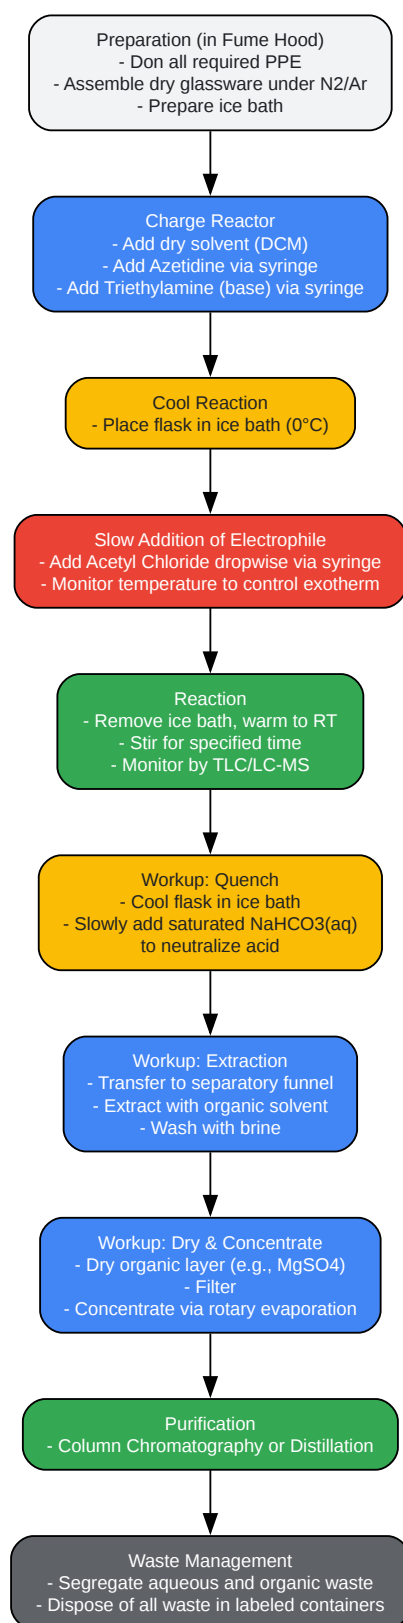 Preparation (in Fume Hood)
- Don all required PPE
- Assemble dry glassware under N2/Ar
- Prepare ice bath
Charge Reactor
- Add dry solvent (DCM)
- Add Azetidine via syringe
- Add Triethylamine (base) via syringe
Cool Reaction
- Place flask in ice bath (0°C)
Slow Addition of Electrophile
- Add Acetyl Chloride dropwise via syringe
- Monitor temperature to control exotherm
Reaction
- Remove ice bath, warm to RT
- Stir for specified time
- Monitor by TLC/LC-MS
Workup: Quench
- Cool flask in ice bath
- Slowly add saturated NaHCO3(aq)
to neutralize acid
Workup: Extraction
- Transfer to separatory funnel
- Extract with organic solvent
- Wash with brine
Workup: Dry & Concentrate
- Dry organic layer (e.g., MgSO4)
- Filter
- Concentrate via rotary evaporation
Purification
- Column Chromatography or Distillation
Waste Management
- Segregate aqueous and organic waste
- Dispose of all waste in labeled containers